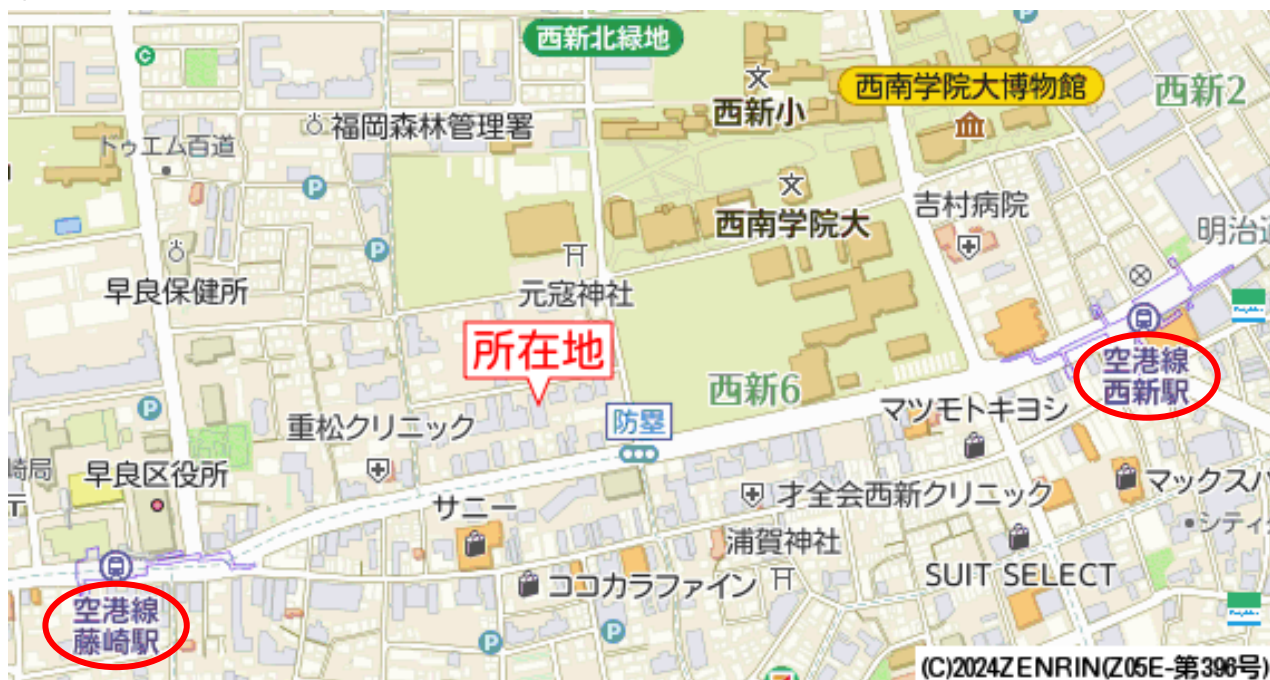 西新北緑地
西新小
西南学院大博物館
西新2
福岡森林管理署
トゥエム百道
西南学院大
吉村病院
明治通
早良保健所
元寇神社
所在地
空港線
西新駅
西新6
防塁
マツモトキヨシ
重松クリニック
崎局
早良区役所
サニー
才全会西新クリニック
マックスバ
シティ
浦賀神社
ココカラファイン
SUIT SELECT
空港線
藤崎駅
(C)2024ZENRIN(Z05E-第396号)